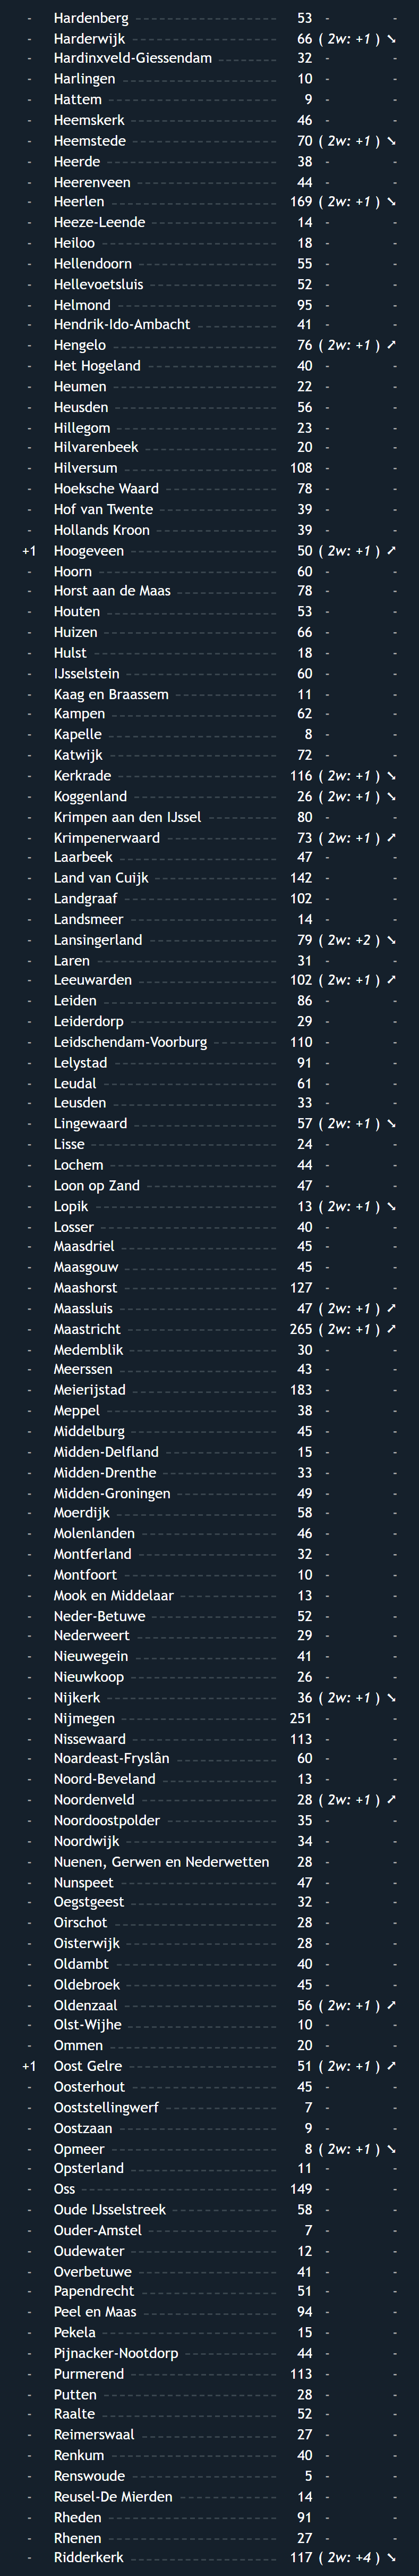 - Hardenberg 53 - -
- Harderwijk 66 ( 2w: +1 ) ➘
- Hardinxveld-Giessendam 32 - -
- Harlingen 10 - -
- Hattem 9 - -
- Heemskerk 46 - -
- Heemstede 70 ( 2w: +1 ) ➘
- Heerde 38 - -
- Heerenveen 44 - -
- Heerlen 169 ( 2w: +1 ) ➘
- Heeze-Leende 14 - -
- Heiloo 18 - -
- Hellendoorn 55 - -
- Hellevoetsluis 52 - -
- Helmond 95 - -
- Hendrik-Ido-Ambacht 41 - -
- Hengelo 76 ( 2w: +1 ) ➚
- Het Hogeland 40 - -
- Heumen 22 - -
- Heusden 56 - -
- Hillegom 23 - -
- Hilvarenbeek 20 - -
- Hilversum 108 - -
- Hoeksche Waard 78 - -
- Hof van Twente 39 - -
- Hollands Kroon 39 - -
+1 Hoogeveen 50 ( 2w: +1 ) ➚
- Hoorn 60 - -
- Horst aan de Maas 78 - -
- Houten 53 - -
- Huizen 66 - -
- Hulst 18 - -
- IJsselstein 60 - -
- Kaag en Braassem 11 - -
- Kampen 62 - -
- Kapelle 8 - -
- Katwijk 72 - -
- Kerkrade 116 ( 2w: +1 ) ➘
- Koggenland 26 ( 2w: +1 ) ➘
- Krimpen aan den IJssel 80 - -
- Krimpenerwaard 73 ( 2w: +1 ) ➚
- Laarbeek 47 - -
- Land van Cuijk 142 - -
- Landgraaf 102 - -
- Landsmeer 14 - -
- Lansingerland 79 ( 2w: +2 ) ➘
- Laren 31 - -
- Leeuwarden 102 ( 2w: +1 ) ➚
- Leiden 86 - -
- Leiderdorp 29 - -
- Leidschendam-Voorburg 110 - -
- Lelystad 91 - -
- Leudal 61 - -
- Leusden 33 - -
- Lingewaard 57 ( 2w: +1 ) ➘
- Lisse 24 - -
- Lochem 44 - -
- Loon op Zand 47 - -
- Lopik 13 ( 2w: +1 ) ➘
- Losser 40 - -
- Maasdriel 45 - -
- Maasgouw 45 - -
- Maashorst 127 - -
- Maassluis 47 ( 2w: +1 ) ➚
- Maastricht 265 ( 2w: +1 ) ➚
- Medemblik 30 - -
- Meerssen 43 - -
- Meierijstad 183 - -
- Meppel 38 - -
- Middelburg 45 - -
- Midden-Delfland 15 - -
- Midden-Drenthe 33 - -
- Midden-Groningen 49 - -
- Moerdijk 58 - -
- Molenlanden 46 - -
- Montferland 32 - -
- Montfoort 10 - -
- Mook en Middelaar 13 - -
- Neder-Betuwe 52 - -
- Nederweert 29 - -
- Nieuwegein 41 - -
- Nieuwkoop 26 - -
- Nijkerk 36 ( 2w: +1 ) ➘
- Nijmegen 251 - -
- Nissewaard 113 - -
- Noardeast-Fryslân 60 - -
- Noord-Beveland 13 - -
- Noordenveld 28 ( 2w: +1 ) ➚
- Noordoostpolder 35 - -
- Noordwijk 34 - -
- Nuenen, Gerwen en Nederwetten 28 - -
- Nunspeet 47 - -
- Oegstgeest 32 - -
- Oirschot 28 - -
- Oisterwijk 28 - -
- Oldambt 40 - -
- Oldebroek 45 - -
- Oldenzaal 56 ( 2w: +1 ) ➚
- Olst-Wijhe 10 - -
- Ommen 20 - -
+1 Oost Gelre 51 ( 2w: +1 ) ➚
- Oosterhout 45 - -
- Ooststellingwerf 7 - -
- Oostzaan 9 - -
- Opmeer 8 ( 2w: +1 ) ➘
- Opsterland 11 - -
- Oss 149 - -
- Oude IJsselstreek 58 - -
- Ouder-Amstel 7 - -
- Oudewater 12 - -
- Overbetuwe 41 - -
- Papendrecht 51 - -
- Peel en Maas 94 - -
- Pekela 15 - -
- Pijnacker-Nootdorp 44 - -
- Purmerend 113 - -
- Putten 28 - -
- Raalte 52 - -
- Reimerswaal 27 - -
- Renkum 40 - -
- Renswoude 5 - -
- Reusel-De Mierden 14 - -
- Rheden 91 - -
- Rhenen 27 - -
- Ridderkerk 117 ( 2w: +4 ) ➘